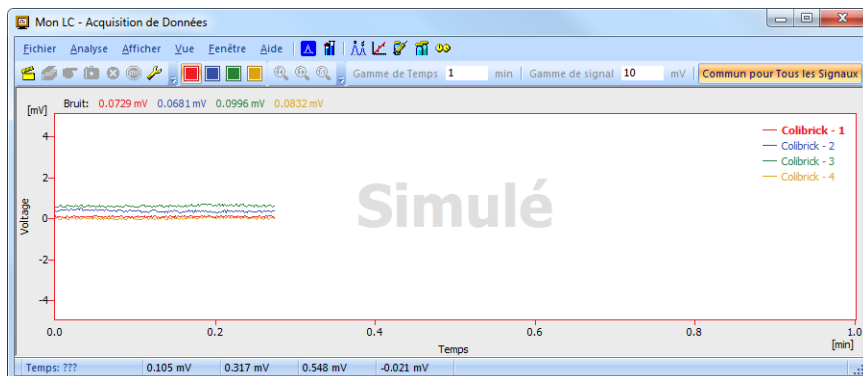 Mon LC - Acquisition de Données
Fichier Analyse Afficher Vue Fenêtre Aide
Gamme de Temps 1 min Gamme de signal 10 mV Commun pour Tous les Signaux
Bruit: 0.0729 mV 0.0681 mV 0.0996 mV 0.0832 mV
[mV]
4
2
0
-2
-4
Voltage
Colibrick - 1
Colibrick - 2
Colibrick - 3
Colibrick - 4
Simulé
0.0 0.2 0.4 0.6 0.8 1.0
Temps [min]
Temps: ??? 0.105 mV 0.317 mV 0.548 mV -0.021 mV